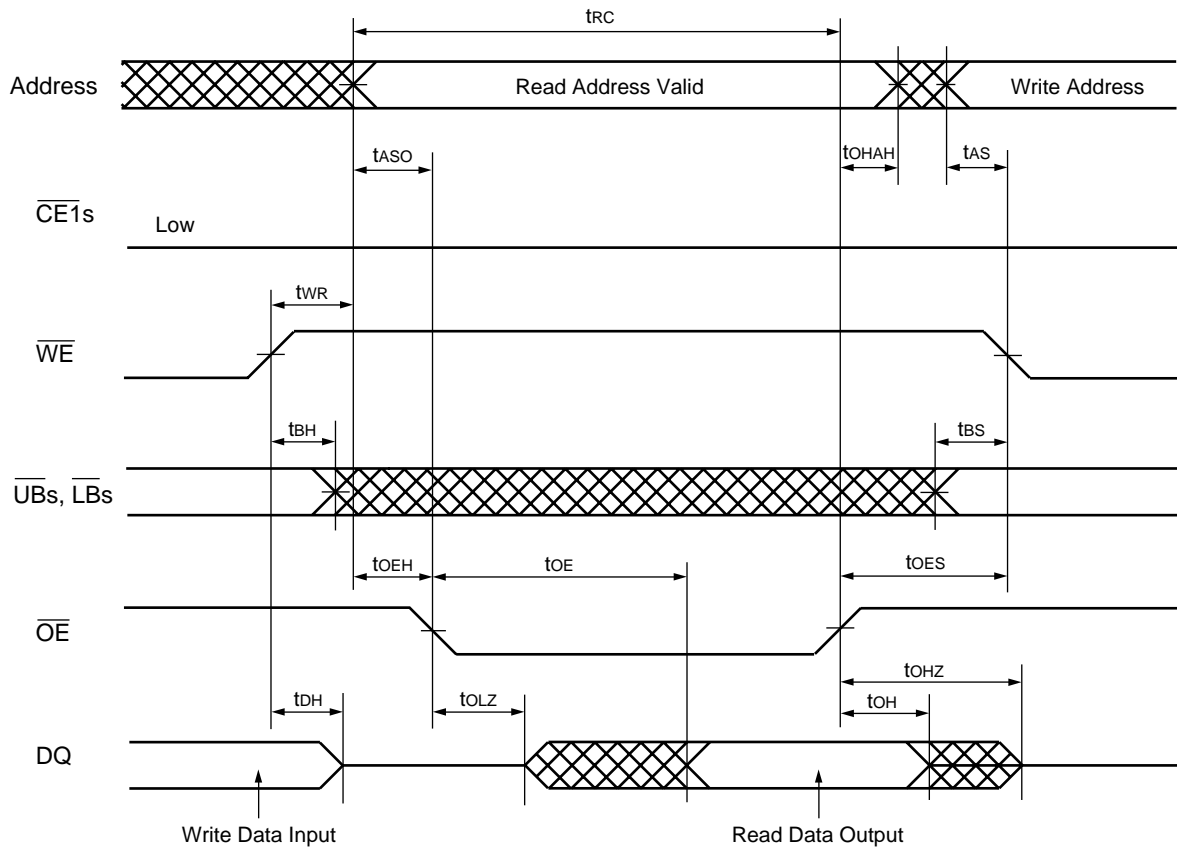 tRC
Address
Read Address Valid
Write Address
tASO
tOHAH
tAS
CE1s
Low
tWR
WE
tBH
tBS
UBs, LBs
tOEH
tOE
tOES
OE
tOHZ
tDH
tOLZ
tOH
DQ
Write Data Input
Read Data Output